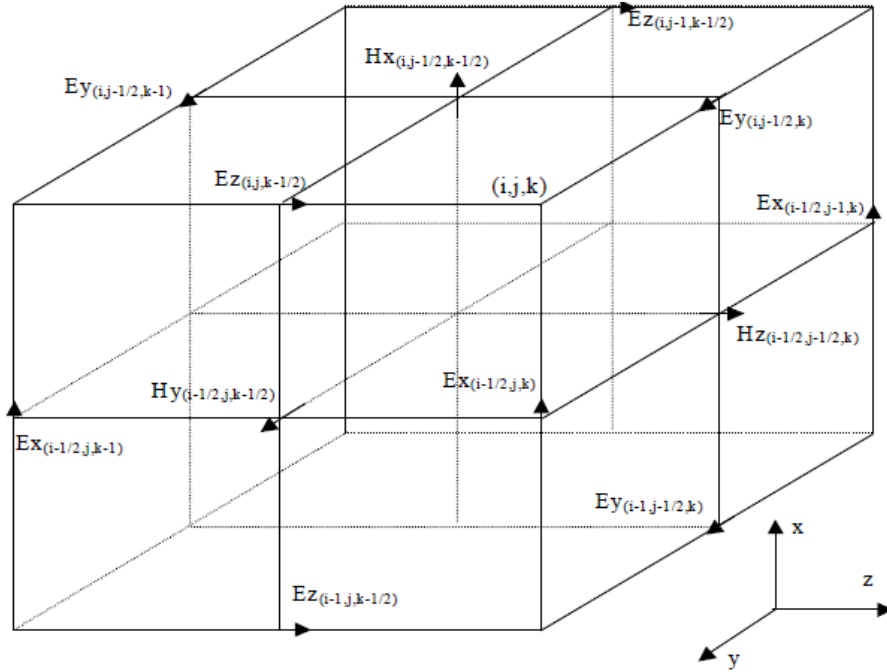 Ez(i,j-1,k-1/2)
Hx(i,j-1/2,k-1/2)
Ey(i,j-1/2,k-1)
Ey(i,j-1/2,k)
Ez(i,j,k-1/2)
(i,j,k)
Ex(i-1/2,j-1,k)
Hz(i-1/2,j-1/2,k)
Hy(i-1/2,j,k-1/2)
Ex(i-1/2,j,k)
Ex(i-1/2,j,k-1)
Ey(i-1,j-1/2,k)
x
z
Ez(i-1,j,k-1/2)
y